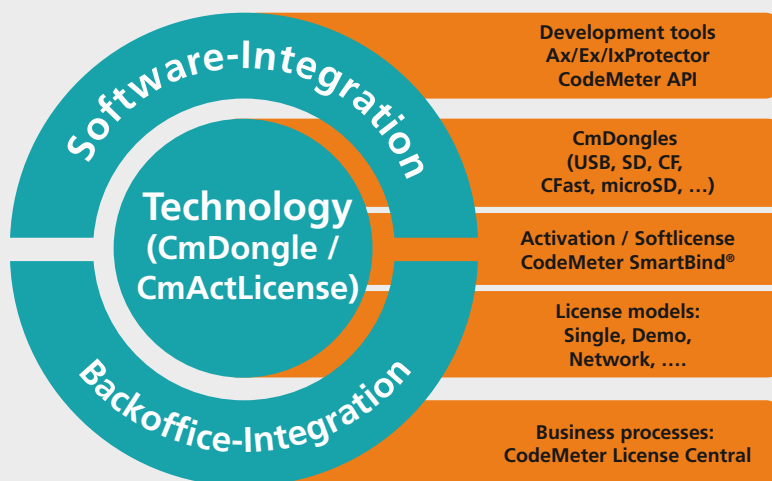 Software-Integration
Technology
(CmDongle /
CmActLicense)
Backoffice-Integration
Development tools
Ax/Ex/IxProtector
CodeMeter API
CmDongles
(USB, SD, CF,
CFast, microSD, …)
Activation / Softlicense
CodeMeter SmartBind®
License models:
Single, Demo,
Network, ….
Business processes:
CodeMeter License Central